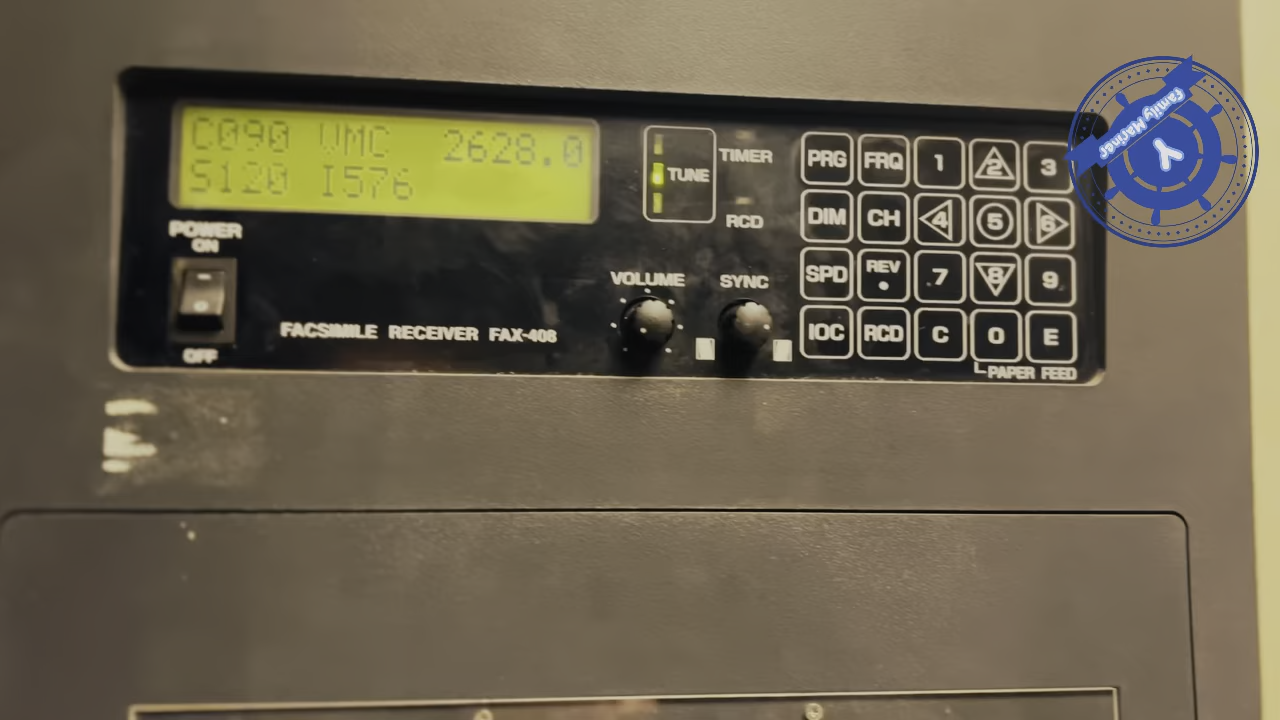 C090 WMC 2628.0
S120 I576
POWER
ON
OFF
FACSIMILE RECEIVER FAX-408
TUNE
TIMER
RCD
VOLUME
SYNC
PRG FRQ 1 2 3
DIM CH 4 5 6
SPD REV 7 8 9
IOC RCD C 0 E
PAPER FEED
Family Mariner
Y